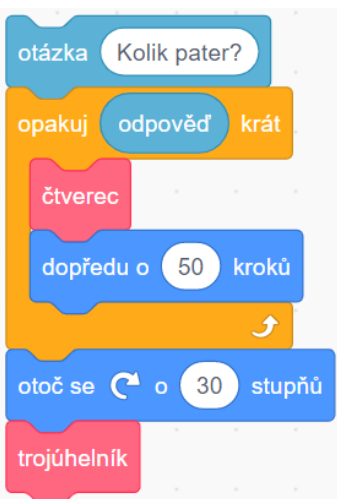 otázka Kolik pater?
opakuj odpověď krát
čtverec
dopředu o 50 kroků
otoč se o 30 stupňů
trojúhelník